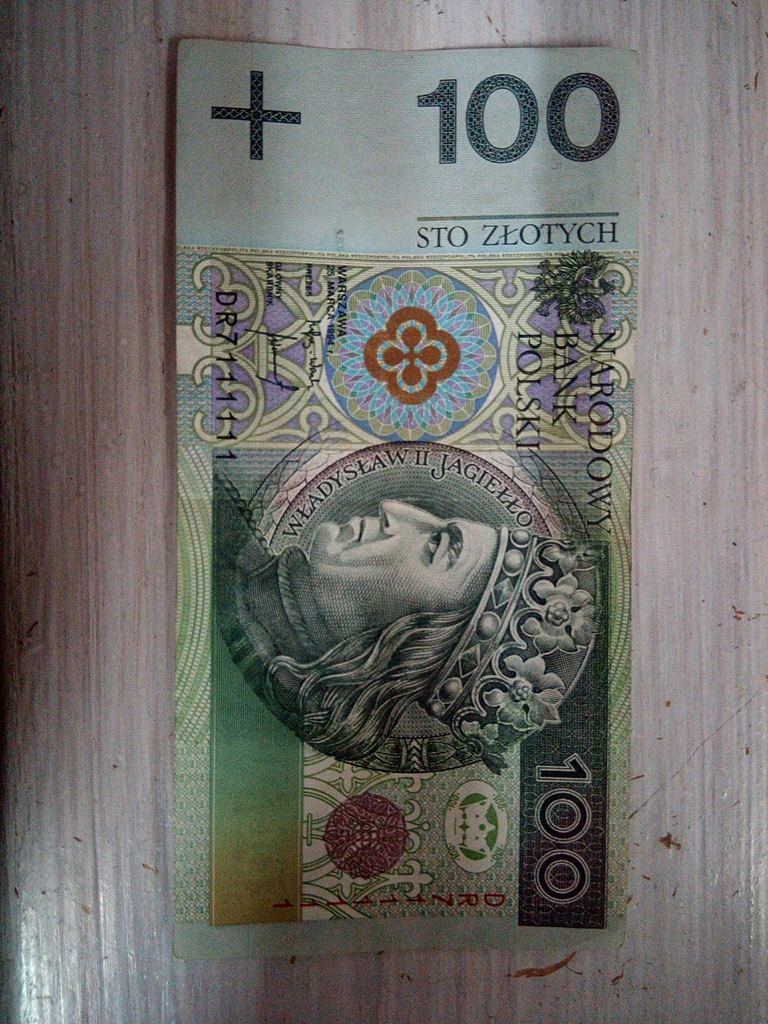 100
STO ZŁOTYCH
NARODOWY
BANK
POLSKI
WARSZAWA
25 MARCA 1994 r.
PREZES
GŁÓWNY
SKARBNIK
DR7111111
WŁADYSŁAW II JAGIEŁŁO
100
DR7111111